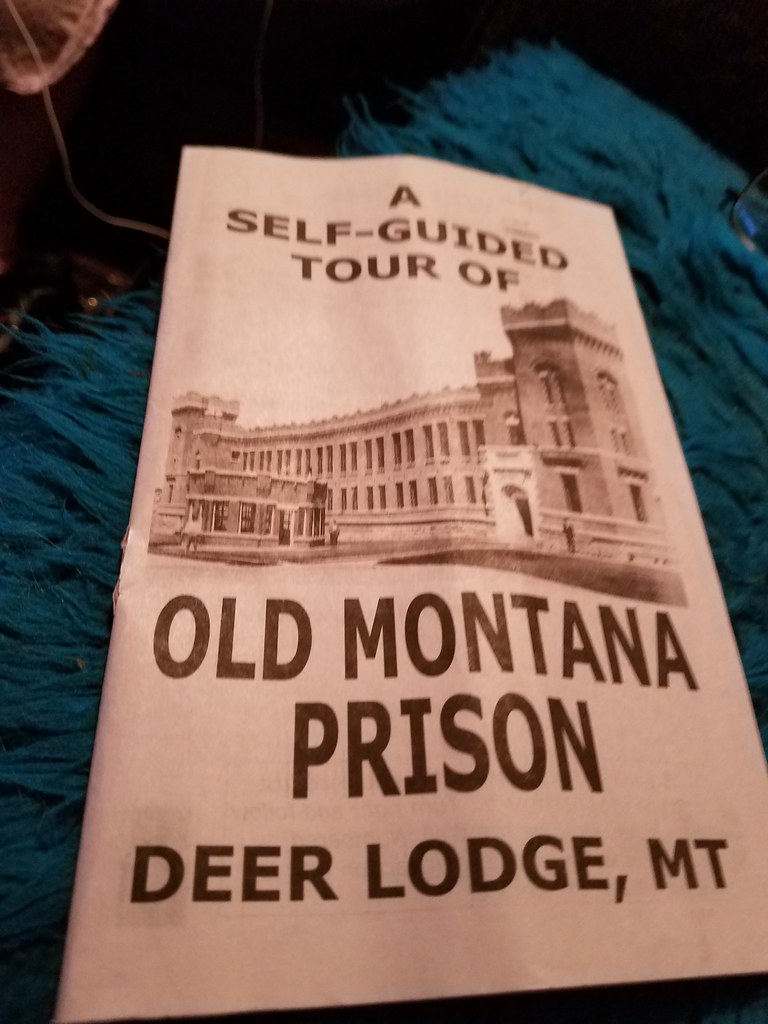 A
SELF-GUIDED
TOUR OF
OLD MONTANA
PRISON
DEER LODGE, MT